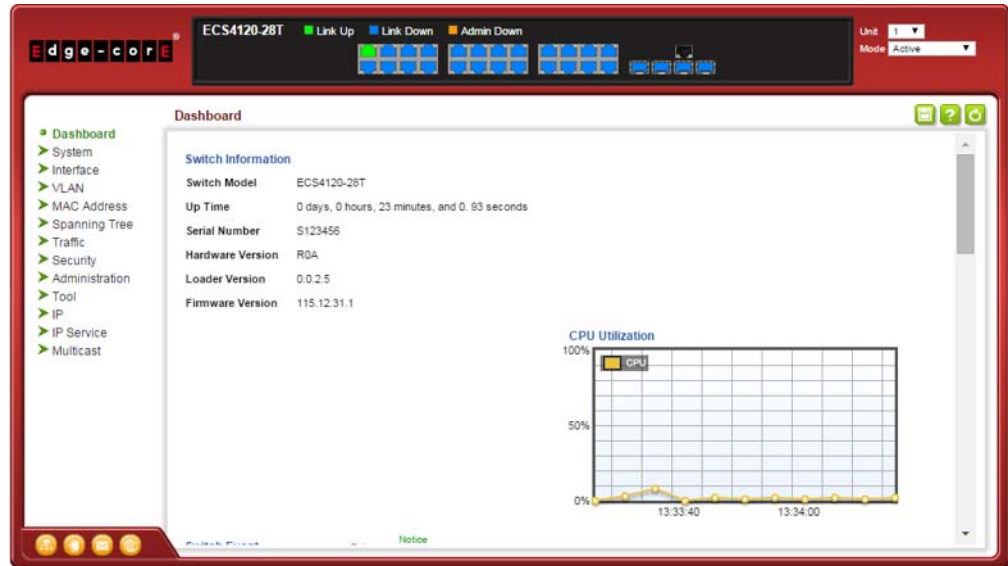 Edge-corE®
ECS4120-28T
Link Up
Link Down
Admin Down
Unit 1
Mode Active
Dashboard
System
Interface
VLAN
MAC Address
Spanning Tree
Traffic
Security
Administration
Tool
IP
IP Service
Multicast
Dashboard
?
Switch Information
Switch Model ECS4120-28T
Up Time 0 days, 0 hours, 23 minutes, and 0. 93 seconds
Serial Number S123456
Hardware Version R0A
Loader Version 0.0.2.5
Firmware Version 115.12.31.1
CPU Utilization
100%
CPU
50%
0%
13:33:40 13:34:00
Switch Event
Notice